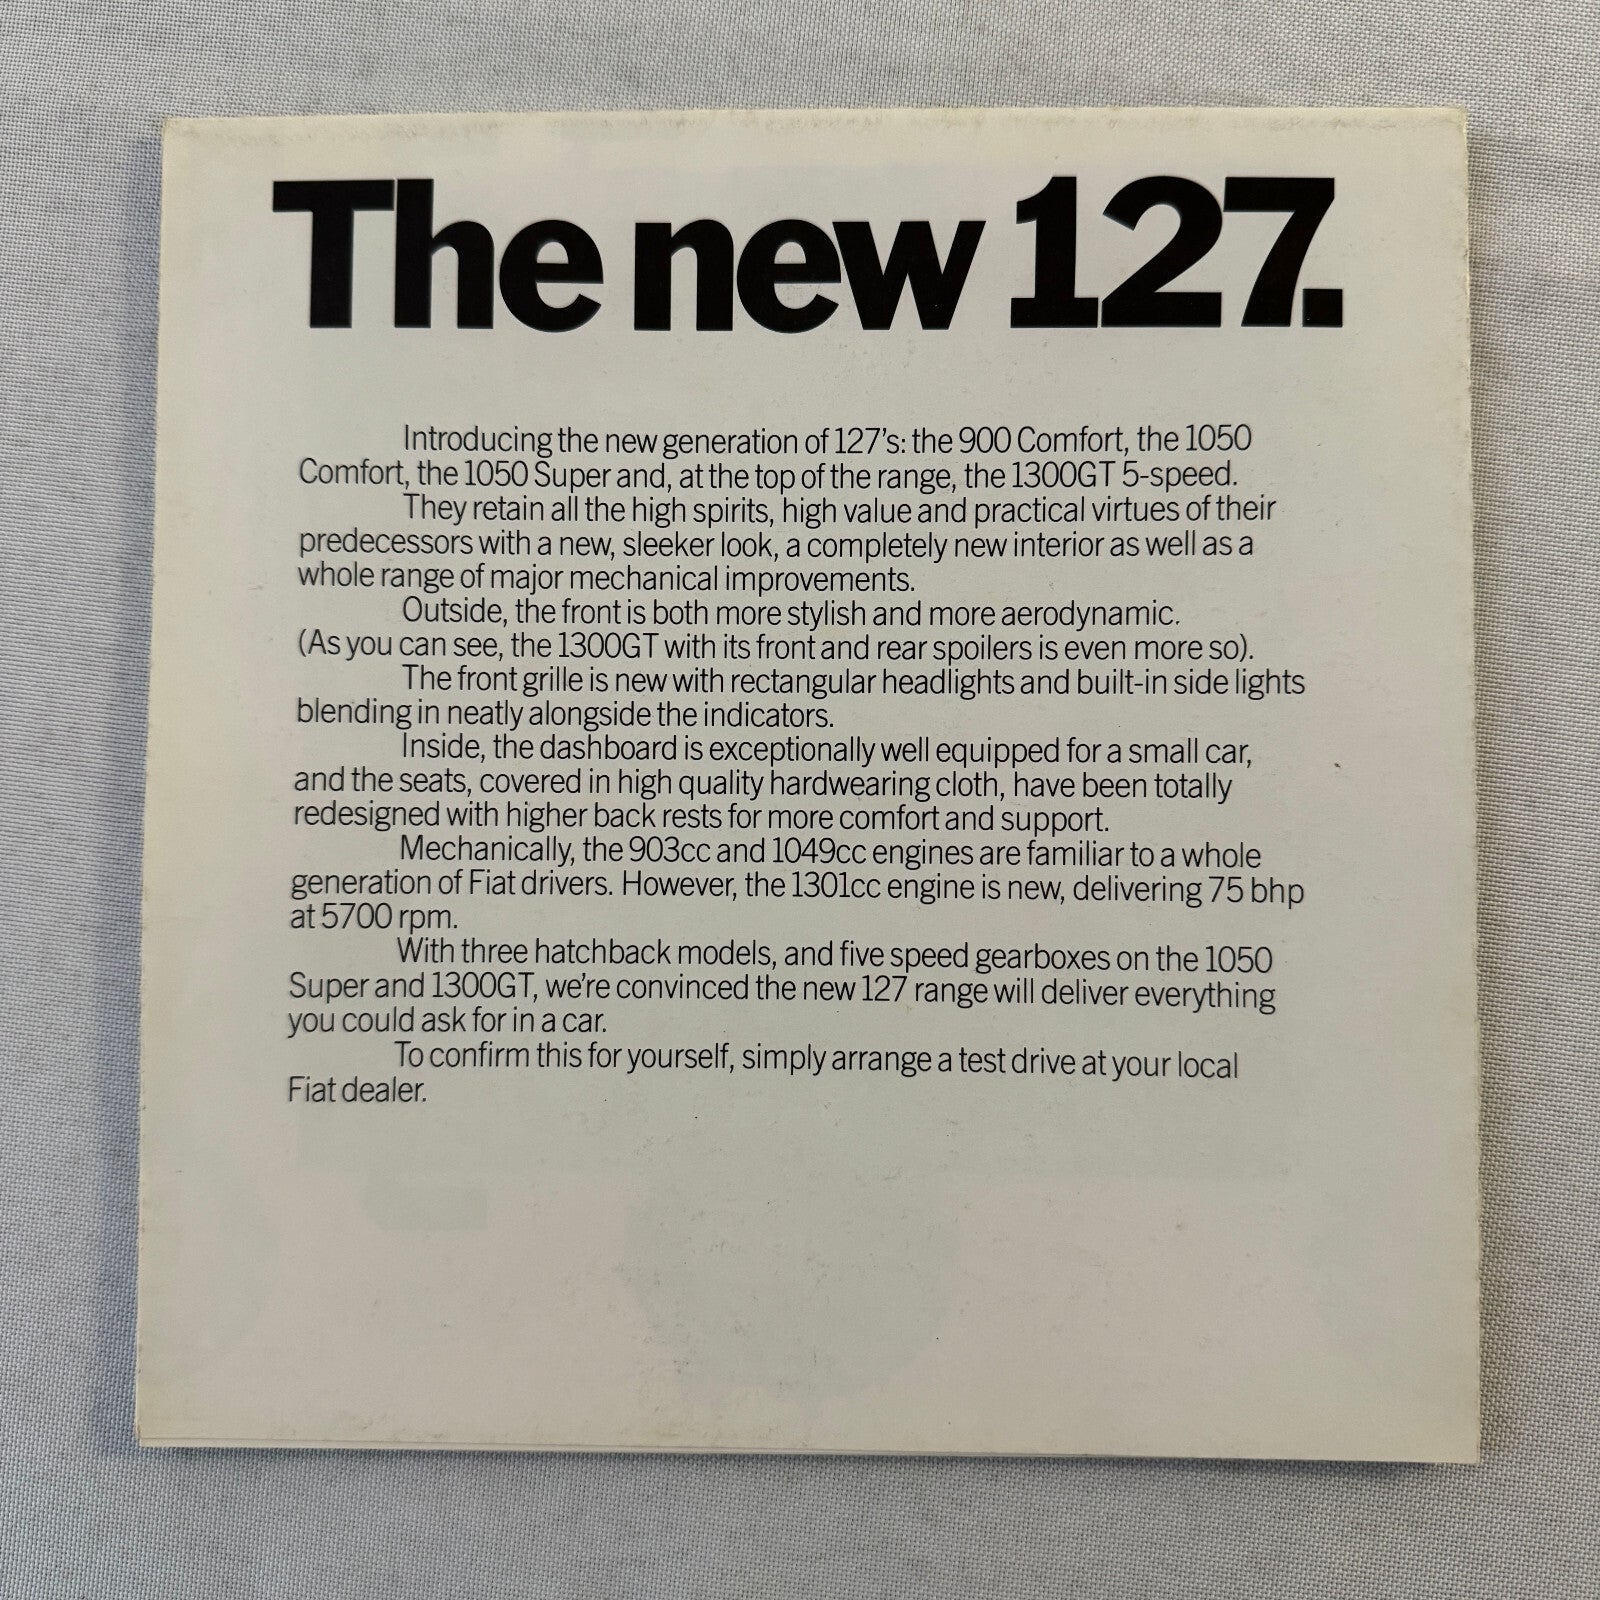 The new 127.
Introducing the new generation of 127's: the 900 Comfort, the 1050
Comfort, the 1050 Super and, at the top of the range, the 1300GT 5-speed.
They retain all the high spirits, high value and practical virtues of their
predecessors with a new, sleeker look, a completely new interior as well as a
whole range of major mechanical improvements.
Outside, the front is both more stylish and more aerodynamic.
(As you can see, the 1300GT with its front and rear spoilers is even more so).
The front grille is new with rectangular headlights and built-in side lights
blending in neatly alongside the indicators.
Inside, the dashboard is exceptionally well equipped for a small car,
and the seats, covered in high quality hardwearing cloth, have been totally
redesigned with higher back rests for more comfort and support.
Mechanically, the 903cc and 1049cc engines are familiar to a whole
generation of Fiat drivers. However, the 1301cc engine is new, delivering 75 bhp
at 5700 rpm.
With three hatchback models, and five speed gearboxes on the 1050
Super and 1300GT, we're convinced the new 127 range will deliver everything
you could ask for in a car.
To confirm this for yourself, simply arrange a test drive at your local
Fiat dealer.